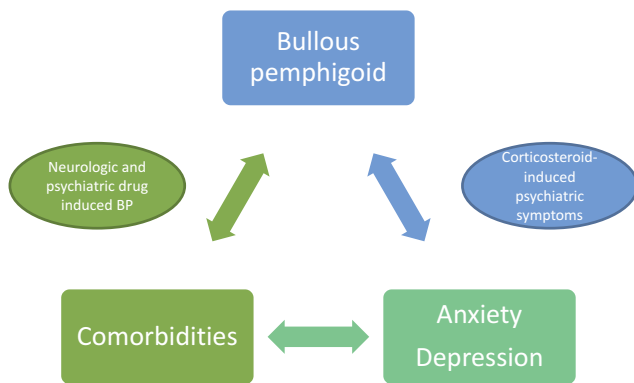 Bullous
pemphigoid
Neurologic and
psychiatric drug
induced BP
Corticosteroid-
induced
psychiatric
symptoms
Comorbidities
Anxiety
Depression